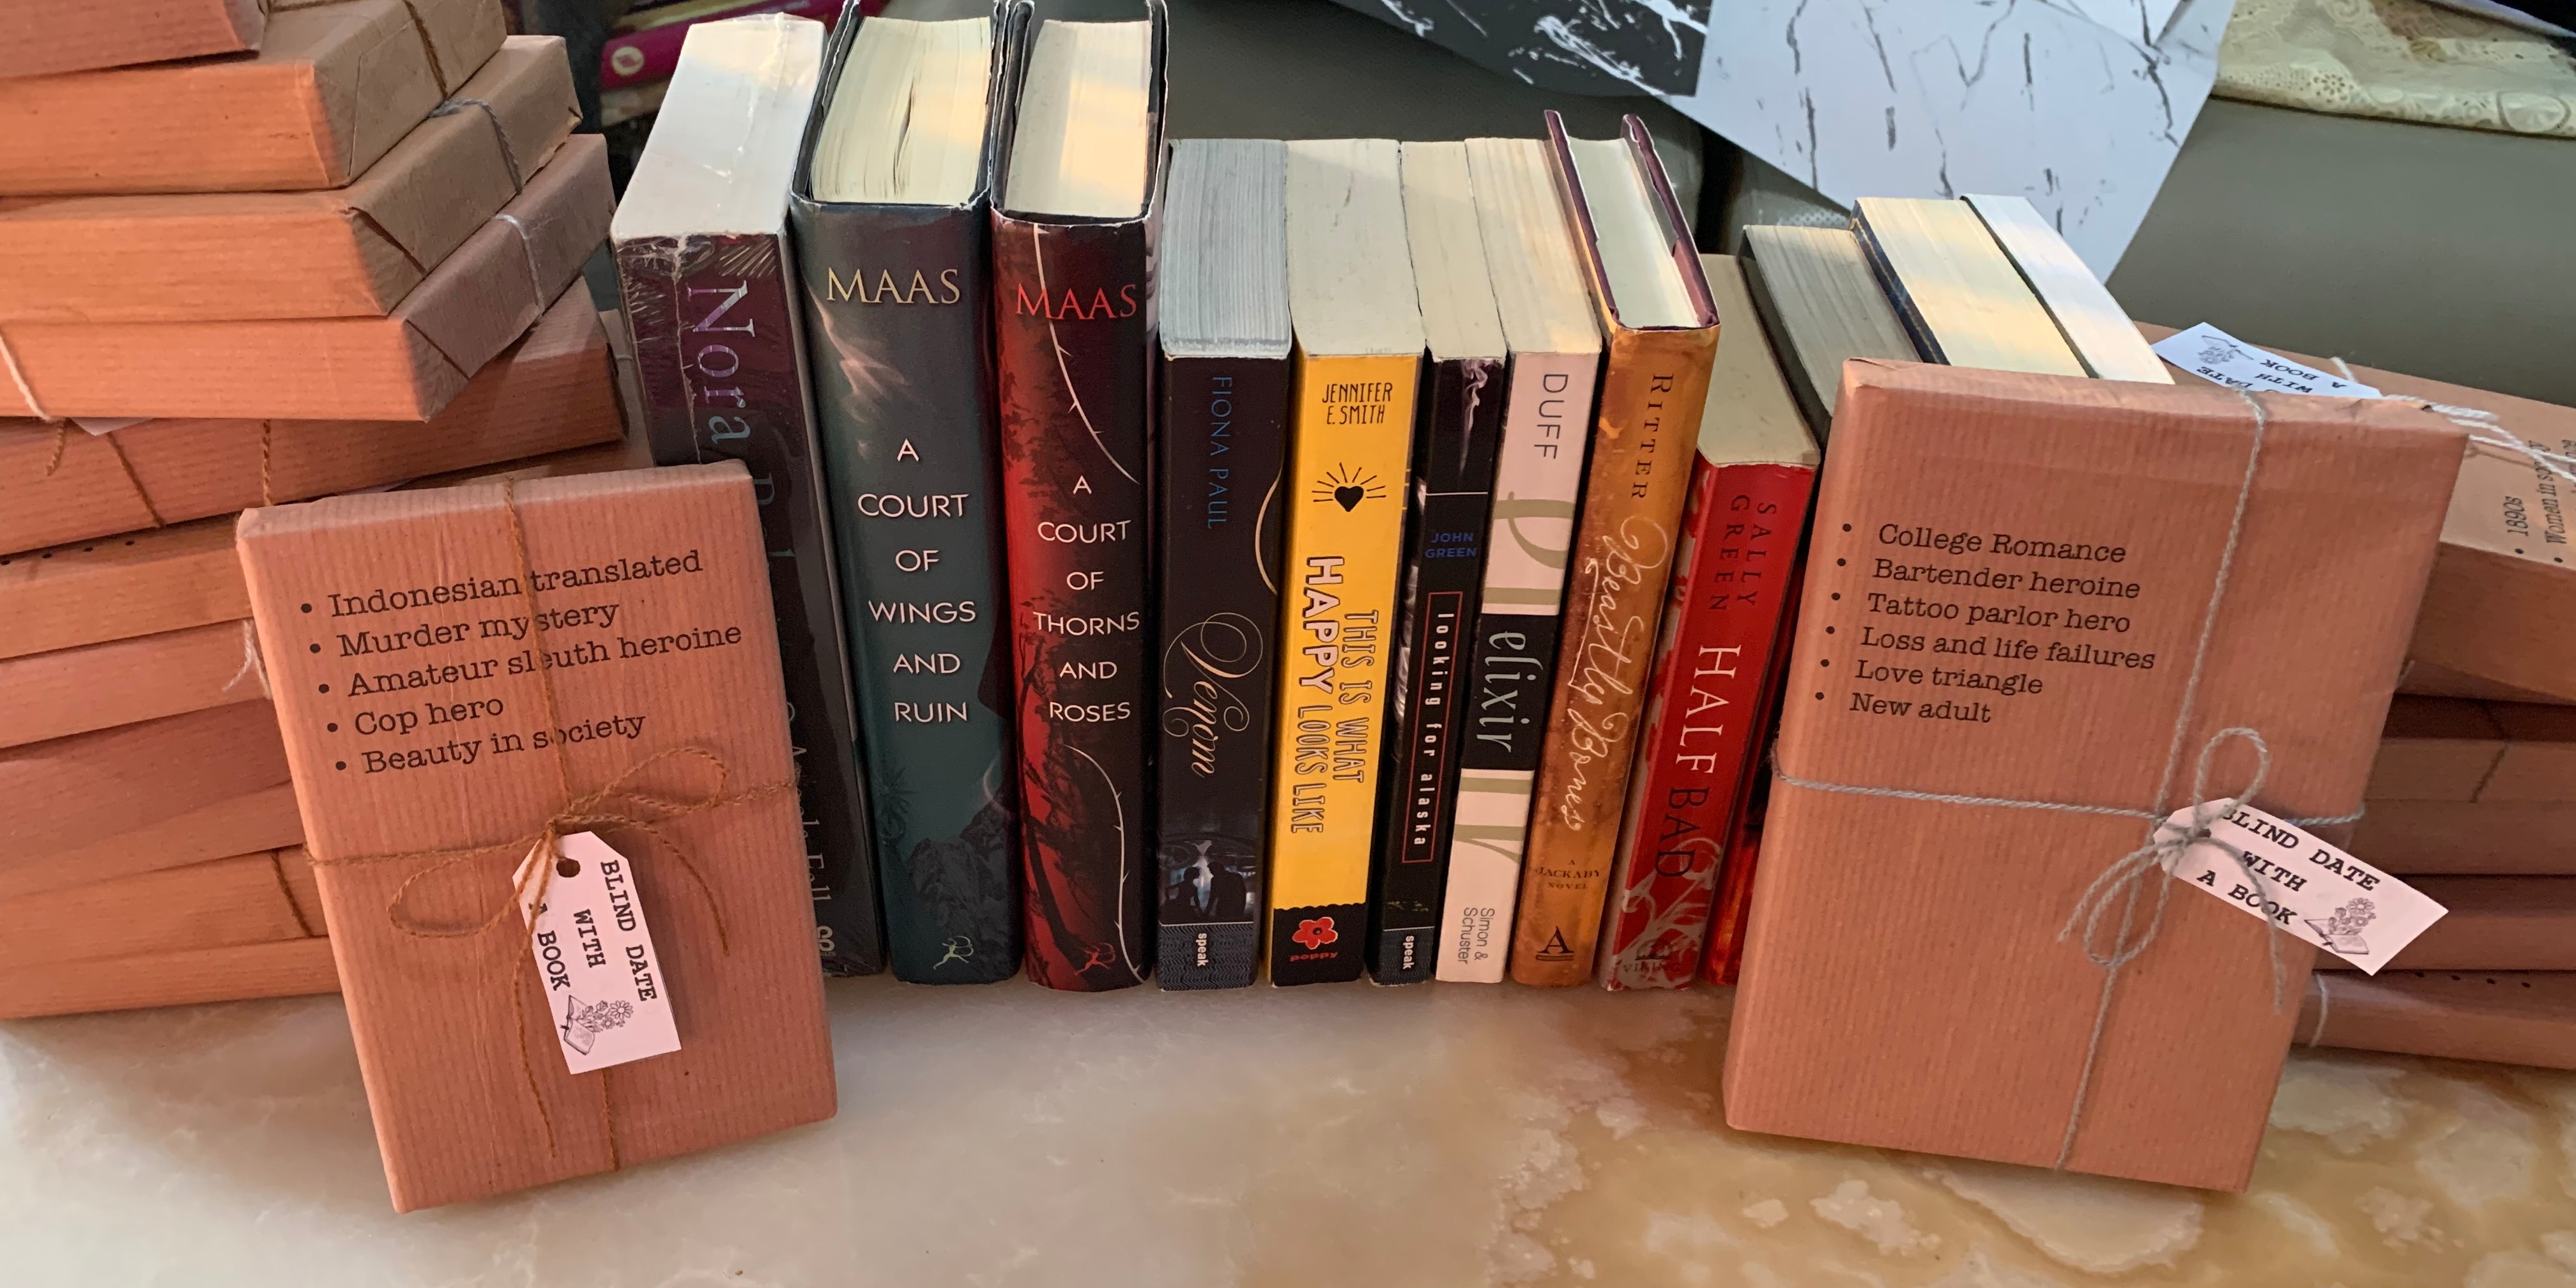 • Indonesian translated
• Murder mystery
• Amateur sleuth heroine
• Cop hero
• Beauty in society
BLIND DATE
WITH
A BOOK
Nora
MAAS
A
COURT
OF
WINGS
AND
RUIN
MAAS
A
COURT
OF
THORNS
AND
ROSES
FIONA PAUL
Venom
speak
JENNIFER
E. SMITH
THIS IS WHAT
HAPPY LOOKS LIKE
poppy
JOHN
GREEN
looking for alaska
speak
DUFF
elixir
Simon &
Schuster
RITTER
Beastly Bones
A
JACKABY
NOVEL
A
SALLY
GREEN
HALF BAD
VIKING
• College Romance
• Bartender heroine
• Tattoo parlor hero
• Loss and life failures
• Love triangle
• New adult
BLIND DATE
WITH
A BOOK
WITH DATE
A BOOK
• 1890s
Women in